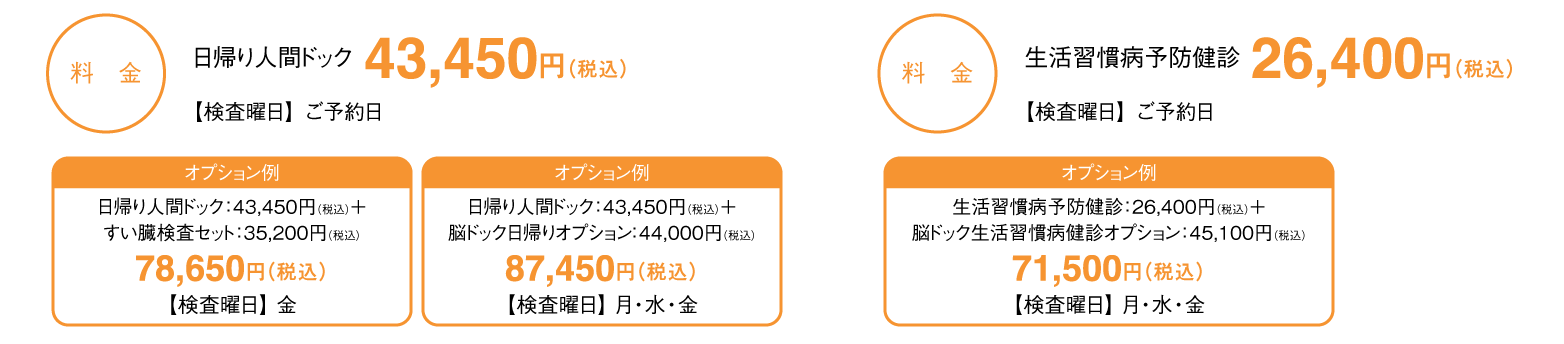 料 金
日帰り人間ドック 43,450円(税込)
【検査曜日】ご予約日
オプション例
日帰り人間ドック:43,450円(税込)+
すい臓検査セット:35,200円(税込)
78,650円(税込)
【検査曜日】金
オプション例
日帰り人間ドック:43,450円(税込)+
脳ドック日帰りオプション:44,000円(税込)
87,450円(税込)
【検査曜日】月・水・金
料 金
生活習慣病予防健診 26,400円(税込)
【検査曜日】ご予約日
オプション例
生活習慣病予防健診:26,400円(税込)+
脳ドック生活習慣病健診オプション:45,100円(税込)
71,500円(税込)
【検査曜日】月・水・金